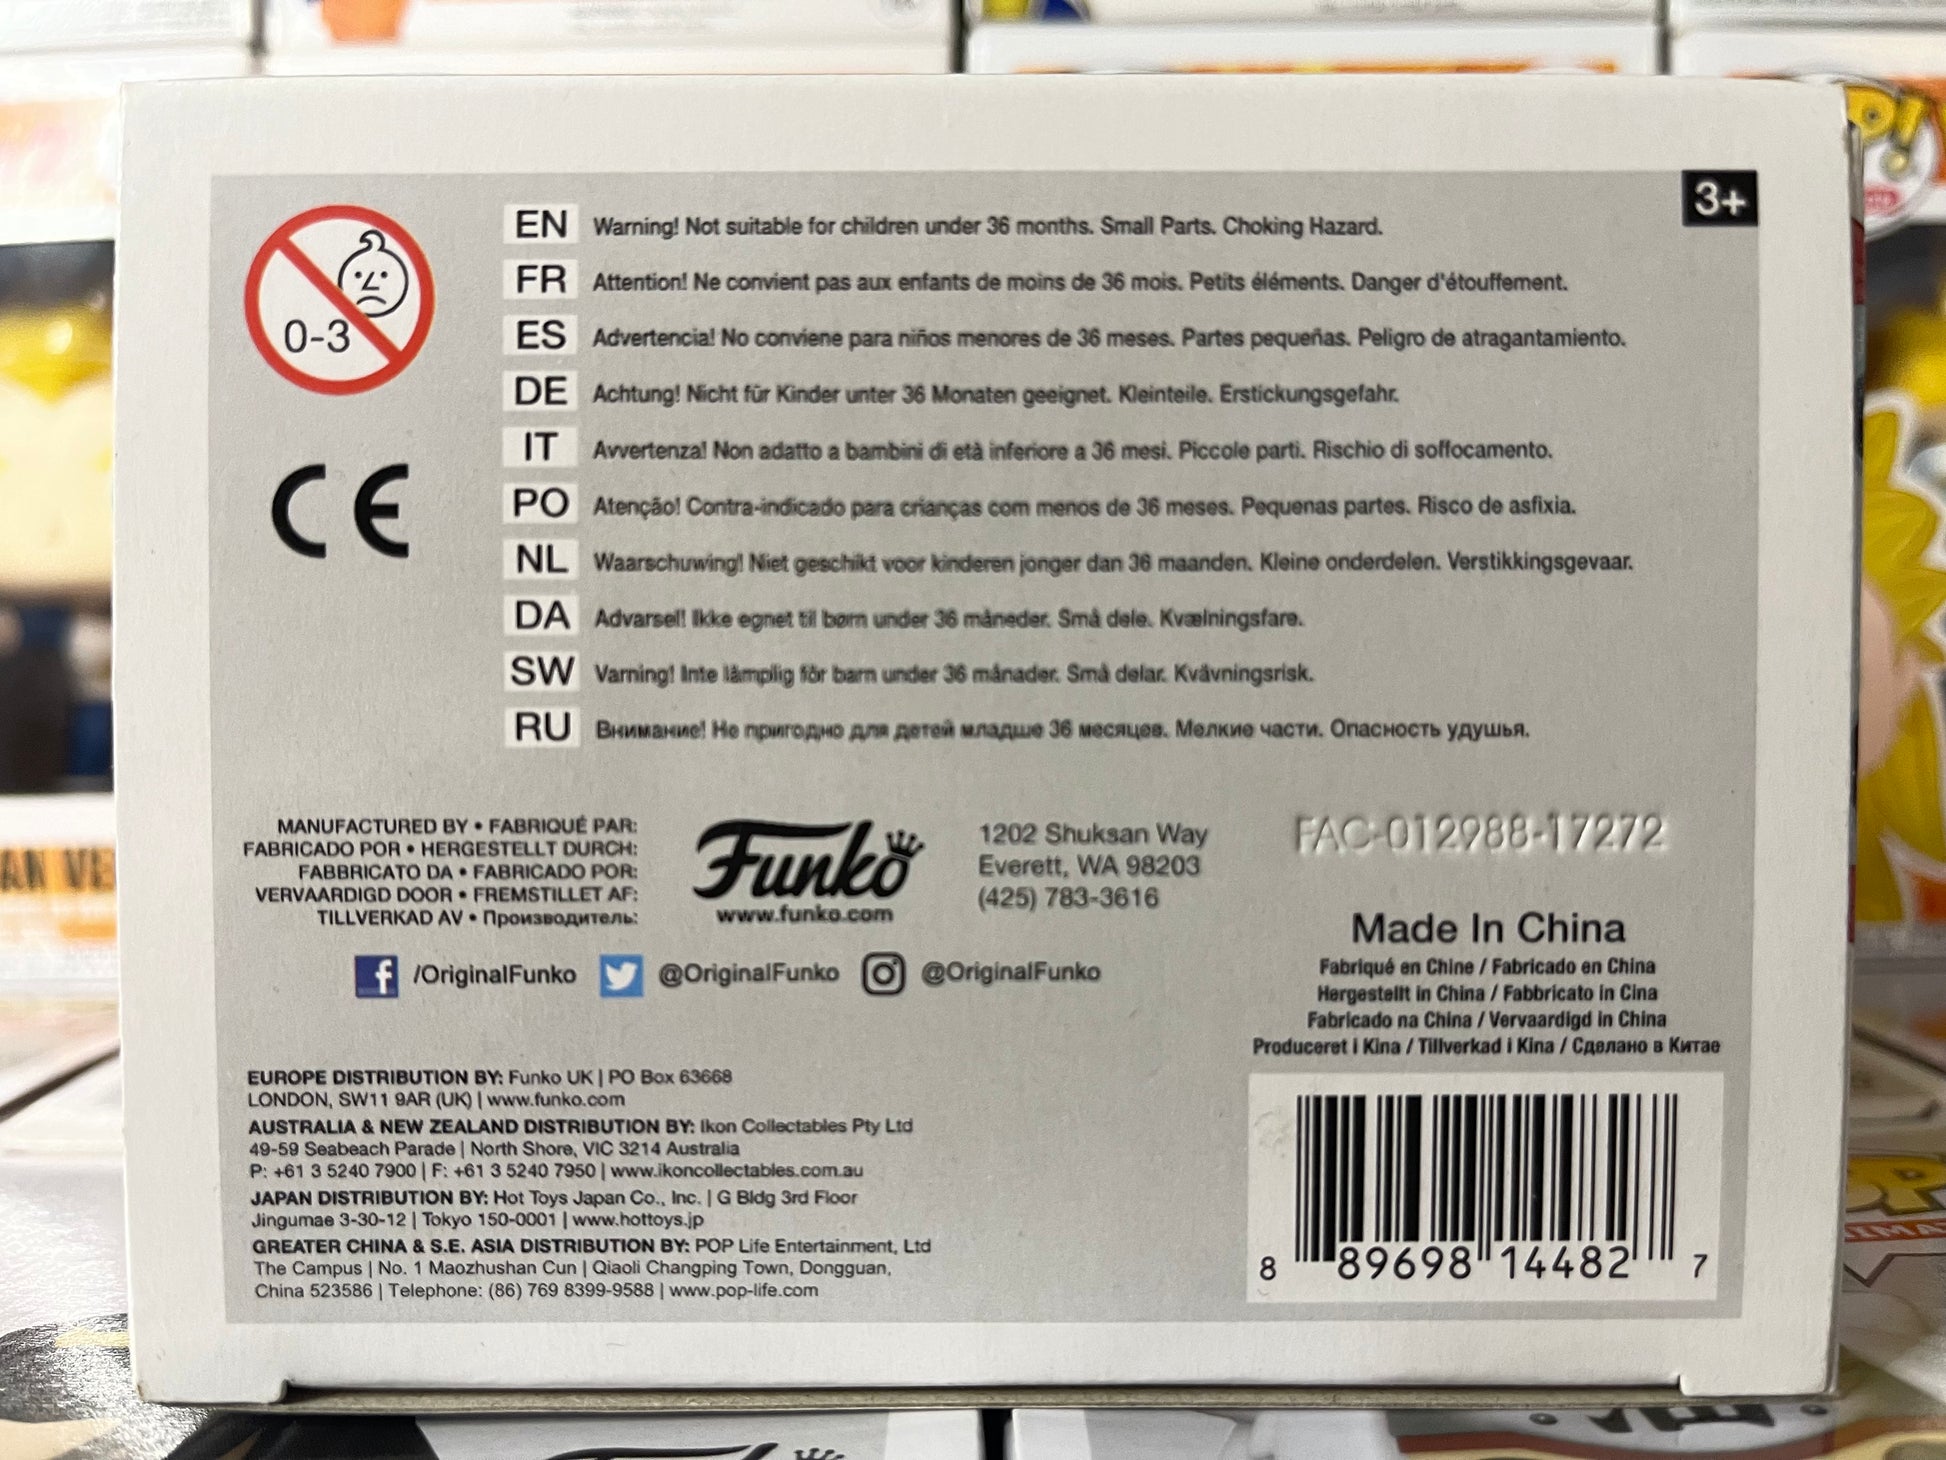 3+
0-3
EN Warning! Not suitable for children under 36 months. Small Parts. Choking Hazard.
FR Attention! Ne convient pas aux enfants de moins de 36 mois. Petits éléments. Danger d'étouffement.
ES Advertencia! No conviene para niños menores de 36 meses. Partes pequeñas. Peligro de atragantamiento.
DE Achtung! Nicht für Kinder unter 36 Monaten geeignet. Kleinteile. Erstickungsgefahr.
IT Avvertenza! Non adatto a bambini di età inferiore a 36 mesi. Piccole parti. Rischio di soffocamento.
PO Atenção! Contra-indicado para crianças com menos de 36 meses. Pequenas partes. Risco de asfixia.
NL Waarschuwing! Niet geschikt voor kinderen jonger dan 36 maanden. Kleine onderdelen. Verstikkingsgevaar.
DA Advarsel! Ikke egnet til børn under 36 måneder. Små dele. Kvælningsfare.
SW Varning! Inte lämplig för barn under 36 månader. Små delar. Kvävningsrisk.
RU Внимание! Не пригодно для детей младше 36 месяцев. Мелкие части. Опасность удушья.
CE
MANUFACTURED BY • FABRIQUÉ PAR:
FABRICADO POR • HERGESTELLT DURCH:
FABBRICATO DA • FABRICADO POR:
VERVAARDIGD DOOR • FREMSTILLET AF:
TILLVERKAD AV • Производитель:
Funko
www.funko.com
1202 Shuksan Way
Everett, WA 98203
(425) 783-3616
FAC-012988-17272
/OriginalFunko @OriginalFunko @OriginalFunko
Made In China
Fabriqué en Chine / Fabricado en China
Hergestellt in China / Fabbricato in Cina
Fabricado na China / Vervaardigd in China
Produceret i Kina / Tillverkad i Kina / Сделано в Китае
EUROPE DISTRIBUTION BY: Funko UK | PO Box 63668
LONDON, SW11 9AR (UK) | www.funko.com
AUSTRALIA & NEW ZEALAND DISTRIBUTION BY: Ikon Collectables Pty Ltd
49-59 Seabeach Parade | North Shore, VIC 3214 Australia
P: +61 3 5240 7900 | F: +61 3 5240 7950 | www.ikoncollectables.com.au
JAPAN DISTRIBUTION BY: Hot Toys Japan Co., Inc. | G Bldg 3rd Floor
Jingumae 3-30-12 | Tokyo 150-0001 | www.hottoys.jp
GREATER CHINA & S.E. ASIA DISTRIBUTION BY: POP Life Entertainment, Ltd
The Campus | No. 1 Maozhushan Cun | Qiaoli Changping Town, Dongguan,
China 523586 | Telephone: (86) 769 8399-9588 | www.pop-life.com
8 89698 14482 7